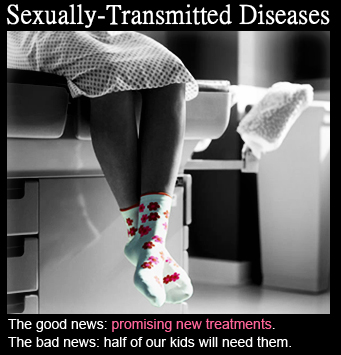 Sexually-Transmitted Diseases
The good news: promising new treatments.
The bad news: half of our kids will need them.